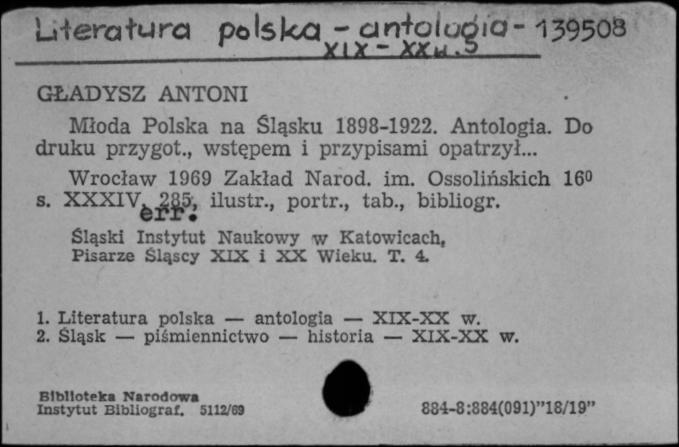 Literatura polska - antologia - 139508
XIX - XX w.
GŁADYSZ ANTONI
Młoda Polska na Śląsku 1898-1922. Antologia. Do
druku przygot., wstępem i przypisami opatrzył...
Wrocław 1969 Zakład Narod. im. Ossolińskich 16⁰
s. XXXIV, 285, ilustr., portr., tab., bibliogr.
err.
Śląski Instytut Naukowy w Katowicach,
Pisarze Śląscy XIX i XX Wieku. T. 4.
1. Literatura polska — antologia — XIX-XX w.
2. Śląsk — piśmiennictwo — historia — XIX-XX w.
Biblioteka Narodowa
Instytut Bibliograf. 5112/69
884-8:884(091)"18/19"